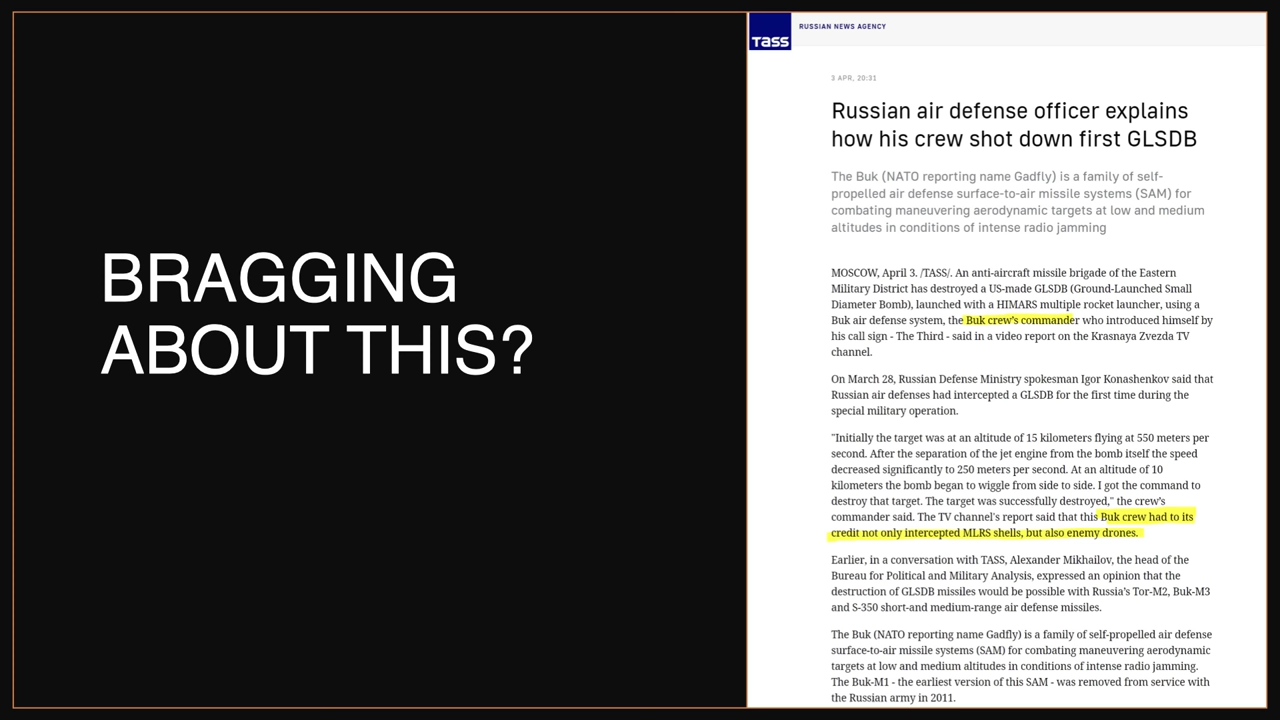 BRAGGING
ABOUT THIS?
TASS
RUSSIAN NEWS AGENCY
3 APR, 20:31
Russian air defense officer explains
how his crew shot down first GLSDB
The Buk (NATO reporting name Gadfly) is a family of self-
propelled air defense surface-to-air missile systems (SAM) for
combating maneuvering aerodynamic targets at low and medium
altitudes in conditions of intense radio jamming
MOSCOW, April 3. /TASS/. An anti-aircraft missile brigade of the Eastern
Military District has destroyed a US-made GLSDB (Ground-Launched Small
Diameter Bomb), launched with a HIMARS multiple rocket launcher, using a
Buk air defense system, the Buk crew's commander who introduced himself by
his call sign - The Third - said in a video report on the Krasnaya Zvezda TV
channel.
On March 28, Russian Defense Ministry spokesman Igor Konashenkov said that
Russian air defenses had intercepted a GLSDB for the first time during the
special military operation.
"Initially the target was at an altitude of 15 kilometers flying at 550 meters per
second. After the separation of the jet engine from the bomb itself the speed
decreased significantly to 250 meters per second. At an altitude of 10
kilometers the bomb began to wiggle from side to side. I got the command to
destroy that target. The target was successfully destroyed," the crew's
commander said. The TV channel's report said that this Buk crew had to its
credit not only intercepted MLRS shells, but also enemy drones.
Earlier, in a conversation with TASS, Alexander Mikhailov, the head of the
Bureau for Political and Military Analysis, expressed an opinion that the
destruction of GLSDB missiles would be possible with Russia's Tor-M2, Buk-M3
and S-350 short-and medium-range air defense missiles.
The Buk (NATO reporting name Gadfly) is a family of self-propelled air defense
surface-to-air missile systems (SAM) for combating maneuvering aerodynamic
targets at low and medium altitudes in conditions of intense radio jamming.
The Buk-M1 - the earliest version of this SAM - was removed from service with
the Russian army in 2011.